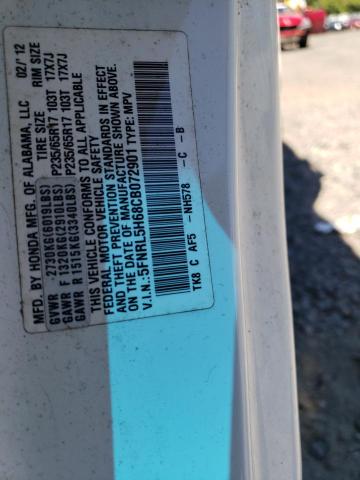 MFD. BY HONDA MFG. OF ALABAMA, LLC 02/'12
TIRE SIZE RIM SIZE
GVWR 2730KG(6019LBS)
GAWR F 1320KG(2910LBS) P235/65R17 103T 17X7J
GAWR R 1515KG(3340LBS) P235/65R17 103T 17X7J
THIS VEHICLE CONFORMS TO ALL APPLICABLE
FEDERAL MOTOR VEHICLE SAFETY
AND THEFT PREVENTION STANDARDS IN EFFECT
ON THE DATE OF MANUFACTURE SHOWN ABOVE.
V.I.N.:5FNRL5H68CB072901 TYPE: MPV
TK8 C AF5 -NH578 -C -B